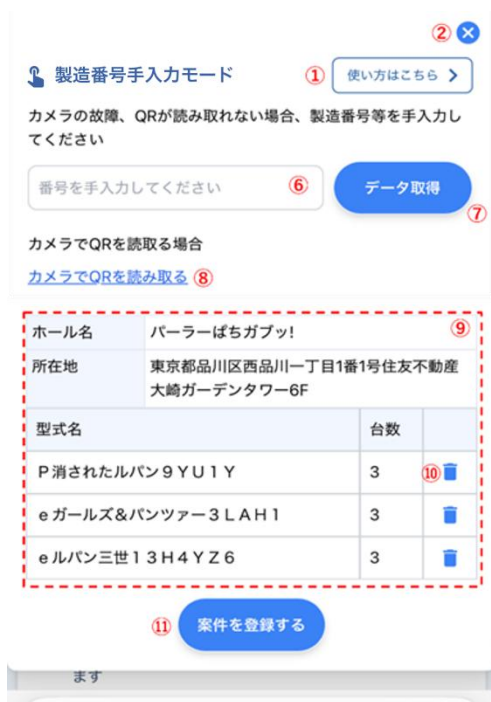 ②
製造番号手入力モード ① 使い方はこちら
カメラの故障、QRが読み取れない場合、製造番号等を手入力し
てください
番号を手入力してください ⑥ データ取得
⑦
カメラでQRを読取る場合
カメラでQRを読み取る ⑧
ホール名 パーラーぱちガブッ! ⑨
所在地 東京都品川区西品川一丁目1番1号住友不動産
大崎ガーデンタワー6F
型式名 台数
P消されたルパン9YU1Y 3 ⑩
eガールズ&パンツァー3LAH1 3
eルパン三世13H4YZ6 3
⑪ 案件を登録する
ます